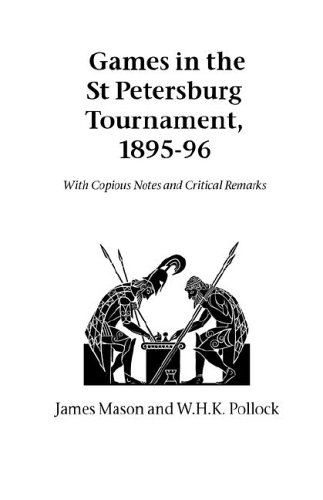 Games in the
St Petersburg
Tournament,
1895-96
With Copious Notes and Critical Remarks
James Mason and W.H.K. Pollock